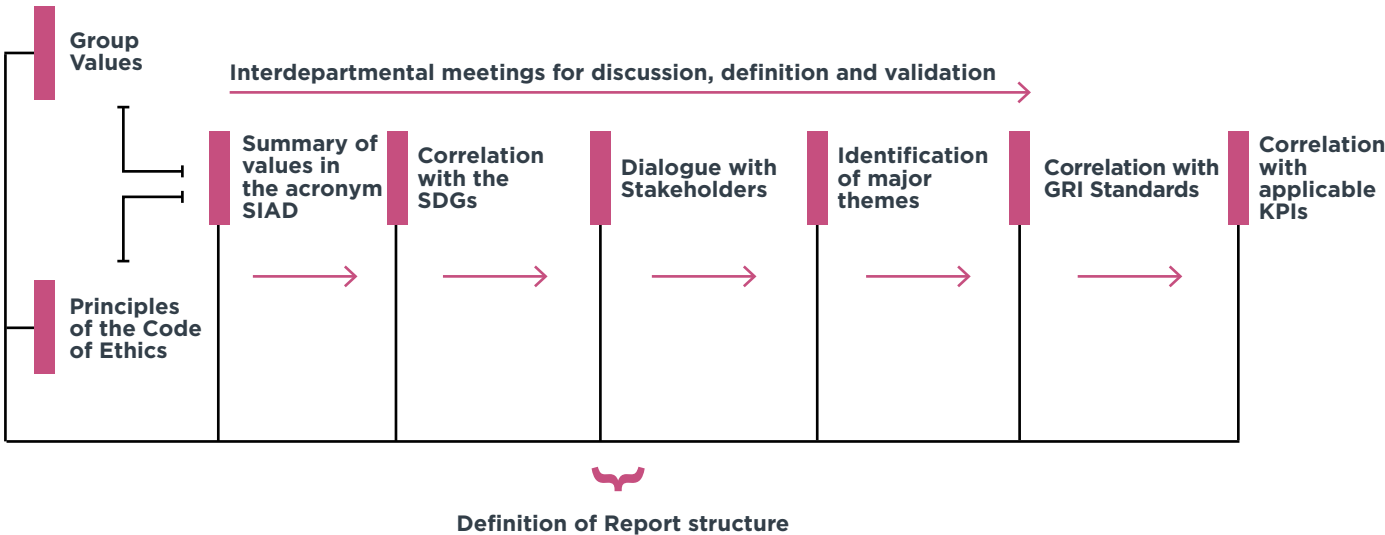 Group
Values
Interdepartmental meetings for discussion, definition and validation
Summary of
values in
the acronym
SIAD
Correlation
with the
SDGs
Dialogue with
Stakeholders
Identification
of major
themes
Correlation with
GRI Standards
Correlation
with
applicable
KPIs
Principles
of the Code
of Ethics
Definition of Report structure